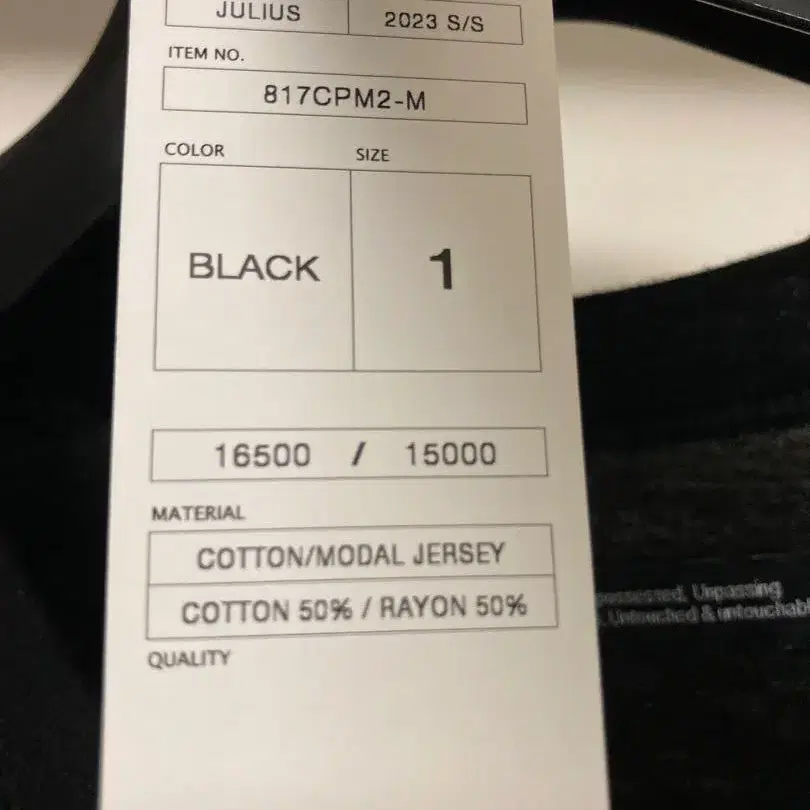 JULIUS 2023 S/S
ITEM NO.
817CPM2-M
COLOR SIZE
BLACK 1
16500 / 15000
MATERIAL
COTTON/MODAL JERSEY
COTTON 50% / RAYON 50%
QUALITY
Unpassing
Untouched & untouchabl